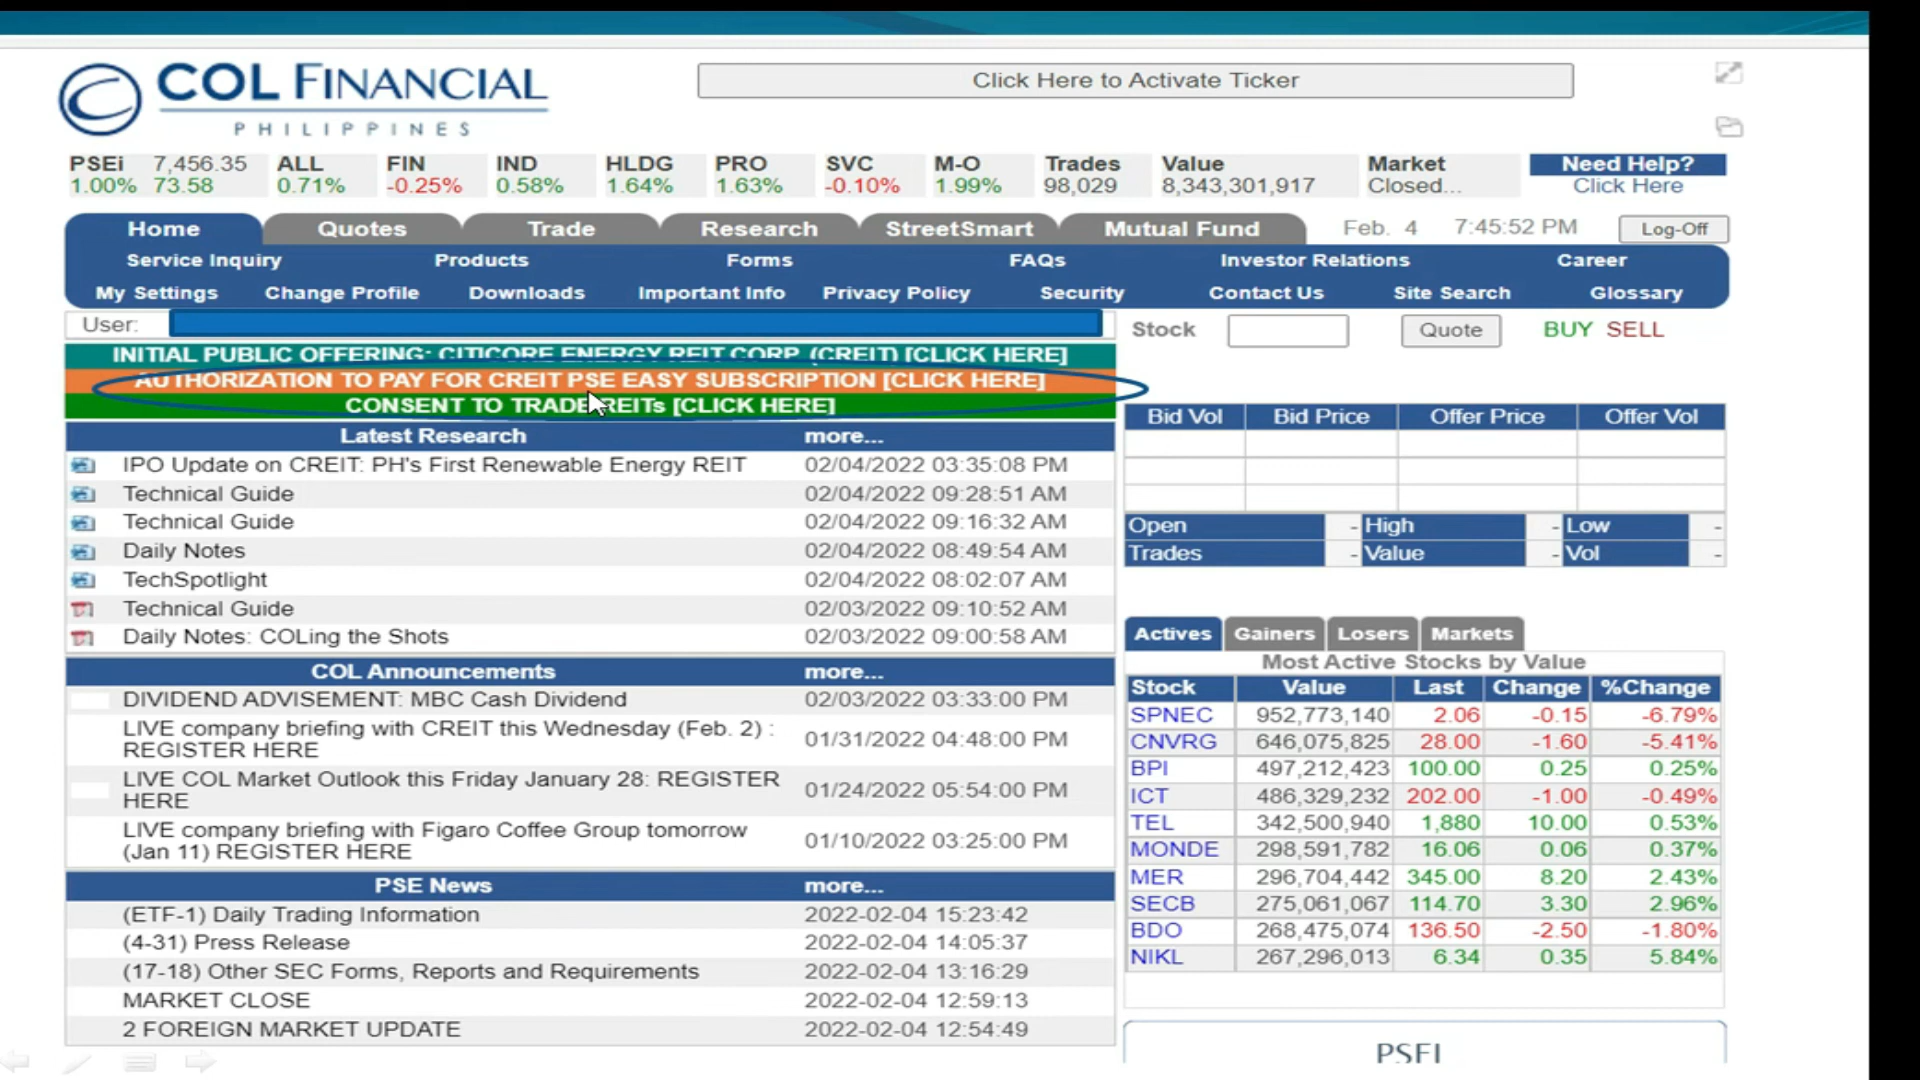 COL FINANCIAL
PHILIPPINES
Click Here to Activate Ticker
PSEi 7,456.35 ALL FIN IND HLDG PRO SVC M-O Trades Value Market Need Help?
1.00% 73.58 0.71% -0.25% 0.58% 1.64% 1.63% -0.10% 1.99% 98,029 8,343,301,917 Closed... Click Here
Home Quotes Trade Research StreetSmart Mutual Fund Feb. 4 7:45:52 PM Log-Off
Service Inquiry Products Forms FAQs Investor Relations Career
My Settings Change Profile Downloads Important Info Privacy Policy Security Contact Us Site Search Glossary
User:
Stock Quote BUY SELL
INITIAL PUBLIC OFFERING: CITICORE ENERGY REIT CORP. (CREIT) [CLICK HERE]
AUTHORIZATION TO PAY FOR CREIT PSE EASY SUBSCRIPTION [CLICK HERE]
CONSENT TO TRADE REITs [CLICK HERE]
Latest Research more...
IPO Update on CREIT: PH's First Renewable Energy REIT 02/04/2022 03:35:08 PM
Technical Guide 02/04/2022 09:28:51 AM
Technical Guide 02/04/2022 09:16:32 AM
Daily Notes 02/04/2022 08:49:54 AM
TechSpotlight 02/04/2022 08:02:07 AM
Technical Guide 02/03/2022 09:10:52 AM
Daily Notes: COLing the Shots 02/03/2022 09:00:58 AM
COL Announcements more...
DIVIDEND ADVISEMENT: MBC Cash Dividend 02/03/2022 03:33:00 PM
LIVE company briefing with CREIT this Wednesday (Feb. 2) :
REGISTER HERE 01/31/2022 04:48:00 PM
LIVE COL Market Outlook this Friday January 28: REGISTER
HERE 01/24/2022 05:54:00 PM
LIVE company briefing with Figaro Coffee Group tomorrow
(Jan 11) REGISTER HERE 01/10/2022 03:25:00 PM
PSE News more...
(ETF-1) Daily Trading Information 2022-02-04 15:23:42
(4-31) Press Release 2022-02-04 14:05:37
(17-18) Other SEC Forms, Reports and Requirements 2022-02-04 13:16:29
MARKET CLOSE 2022-02-04 12:59:13
2 FOREIGN MARKET UPDATE 2022-02-04 12:54:49
Bid Vol Bid Price Offer Price Offer Vol
Open - High - Low -
Trades - Value - Vol -
Actives Gainers Losers Markets
Most Active Stocks by Value
Stock Value Last Change %Change
SPNEC 952,773,140 2.06 -0.15 -6.79%
CNVRG 646,075,825 28.00 -1.60 -5.41%
BPI 497,212,423 100.00 0.25 0.25%
ICT 486,329,232 202.00 -1.00 -0.49%
TEL 342,500,940 1,880 10.00 0.53%
MONDE 298,591,782 16.06 0.06 0.37%
MER 296,704,442 345.00 8.20 2.43%
SECB 275,061,067 114.70 3.30 2.96%
BDO 268,475,074 136.50 -2.50 -1.80%
NIKL 267,296,013 6.34 0.35 5.84%
PSEI